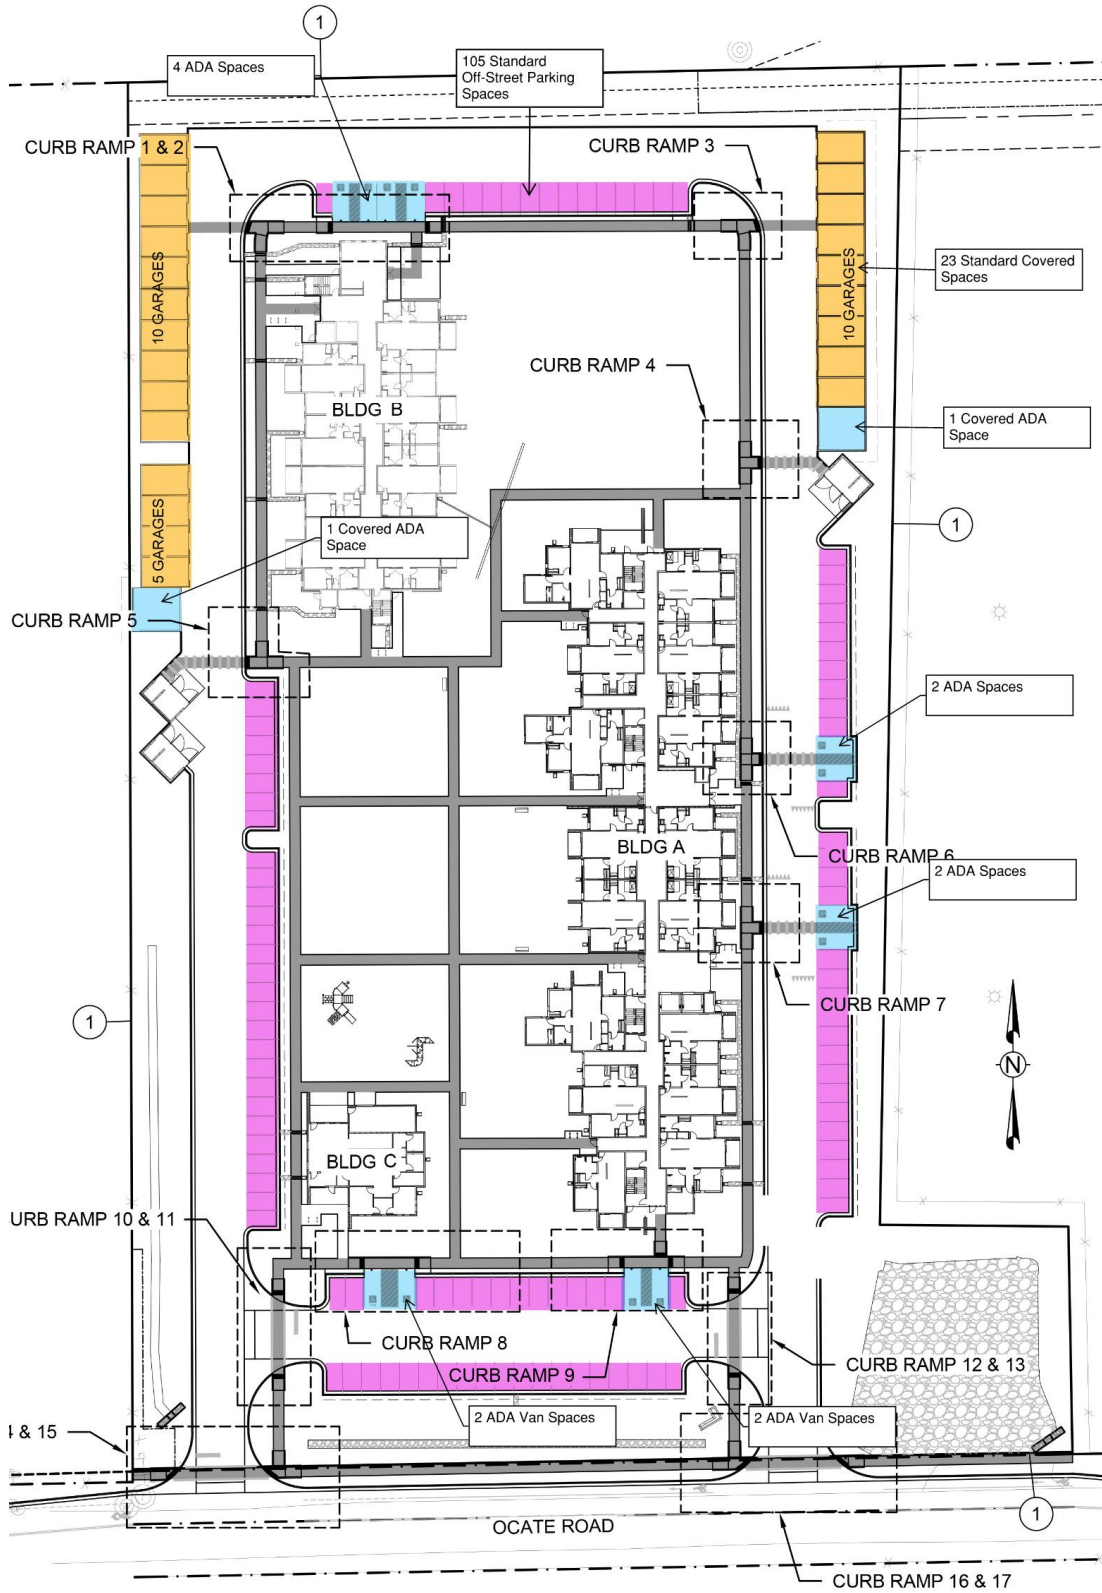 1
4 ADA Spaces
105 Standard
Off-Street Parking
Spaces
CURB RAMP 1 & 2
CURB RAMP 3
10 GARAGES
10 GARAGES
23 Standard Covered
Spaces
CURB RAMP 4
BLDG B
1 Covered ADA
Space
1 Covered ADA
Space
1
5 GARAGES
CURB RAMP 5
2 ADA Spaces
BLDG A
CURB RAMP 6
2 ADA Spaces
CURB RAMP 7
1
N
BLDG C
URB RAMP 10 & 11
CURB RAMP 8
CURB RAMP 9
CURB RAMP 12 & 13
2 ADA Van Spaces
2 ADA Van Spaces
& 15
1
OCATE ROAD
CURB RAMP 16 & 17